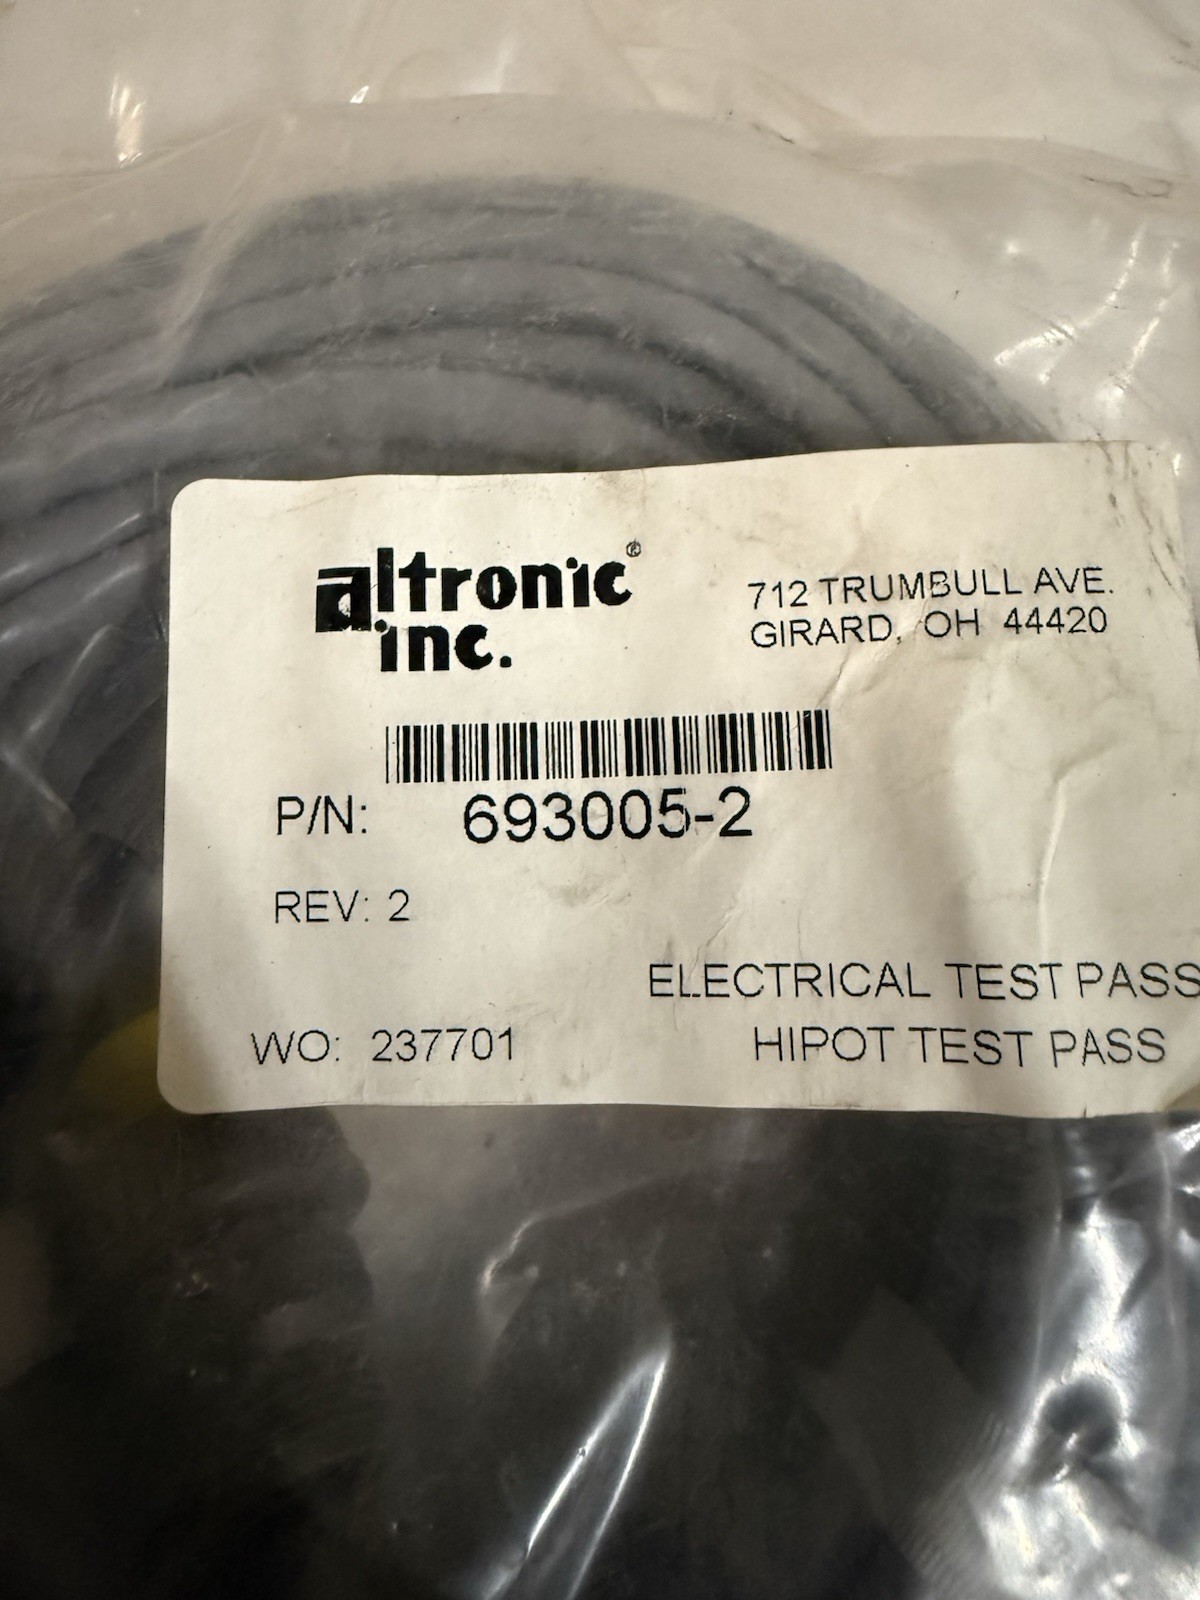 altronic®
inc.
712 TRUMBULL AVE.
GIRARD, OH 44420
P/N: 693005-2
REV: 2
ELECTRICAL TEST PASS
WO: 237701
HIPOT TEST PASS